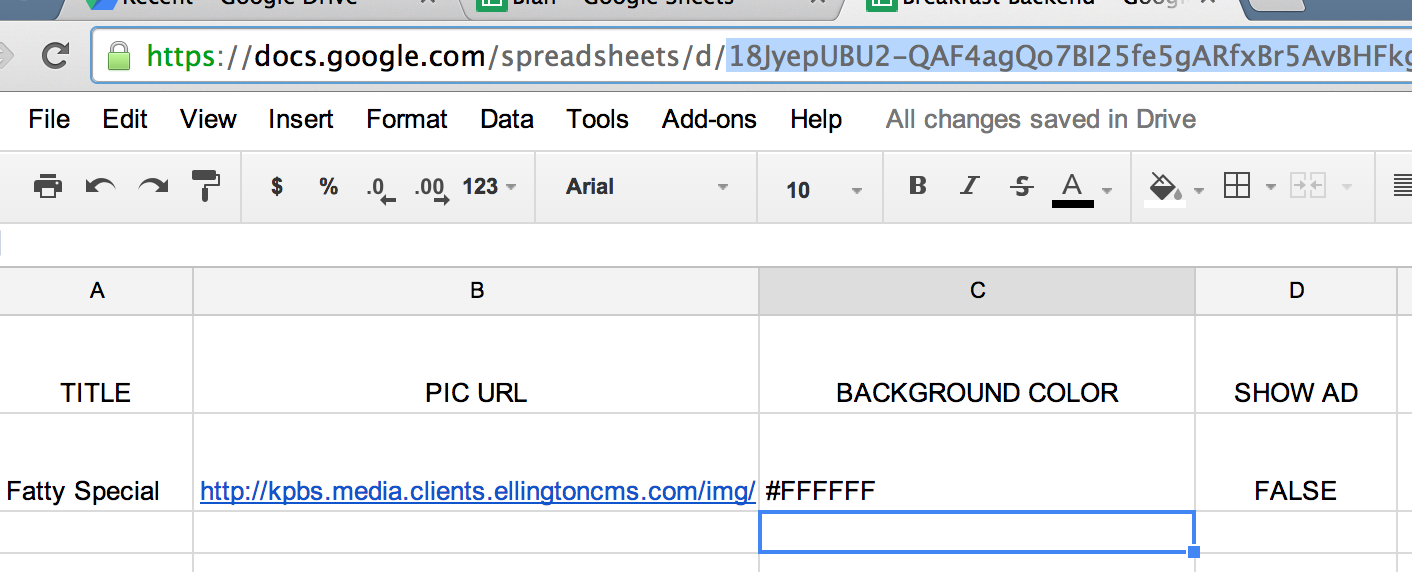 Recent - Google Drive Blah - Google Sheets Breakfast Backend - Goog
https://docs.google.com/spreadsheets/d/18JyepUBU2-QAF4agQo7BI25fe5gARfxBr5AvBHFkg
File Edit View Insert Format Data Tools Add-ons Help All changes saved in Drive
$ % .0 .00 123 Arial 10 B I S A
A B C D
TITLE PIC URL BACKGROUND COLOR SHOW AD
Fatty Special http://kpbs.media.clients.ellingtoncms.com/img/ #FFFFFF FALSE